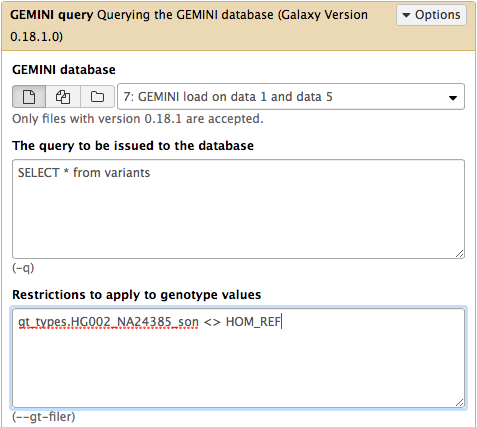 GEMINI query Querying the GEMINI database (Galaxy Version
0.18.1.0)
Options
GEMINI database
7: GEMINI load on data 1 and data 5
Only files with version 0.18.1 are accepted.
The query to be issued to the database
SELECT * from variants
(-q)
Restrictions to apply to genotype values
gt_types.HG002_NA24385_son <> HOM_REF
(--gt-filer)